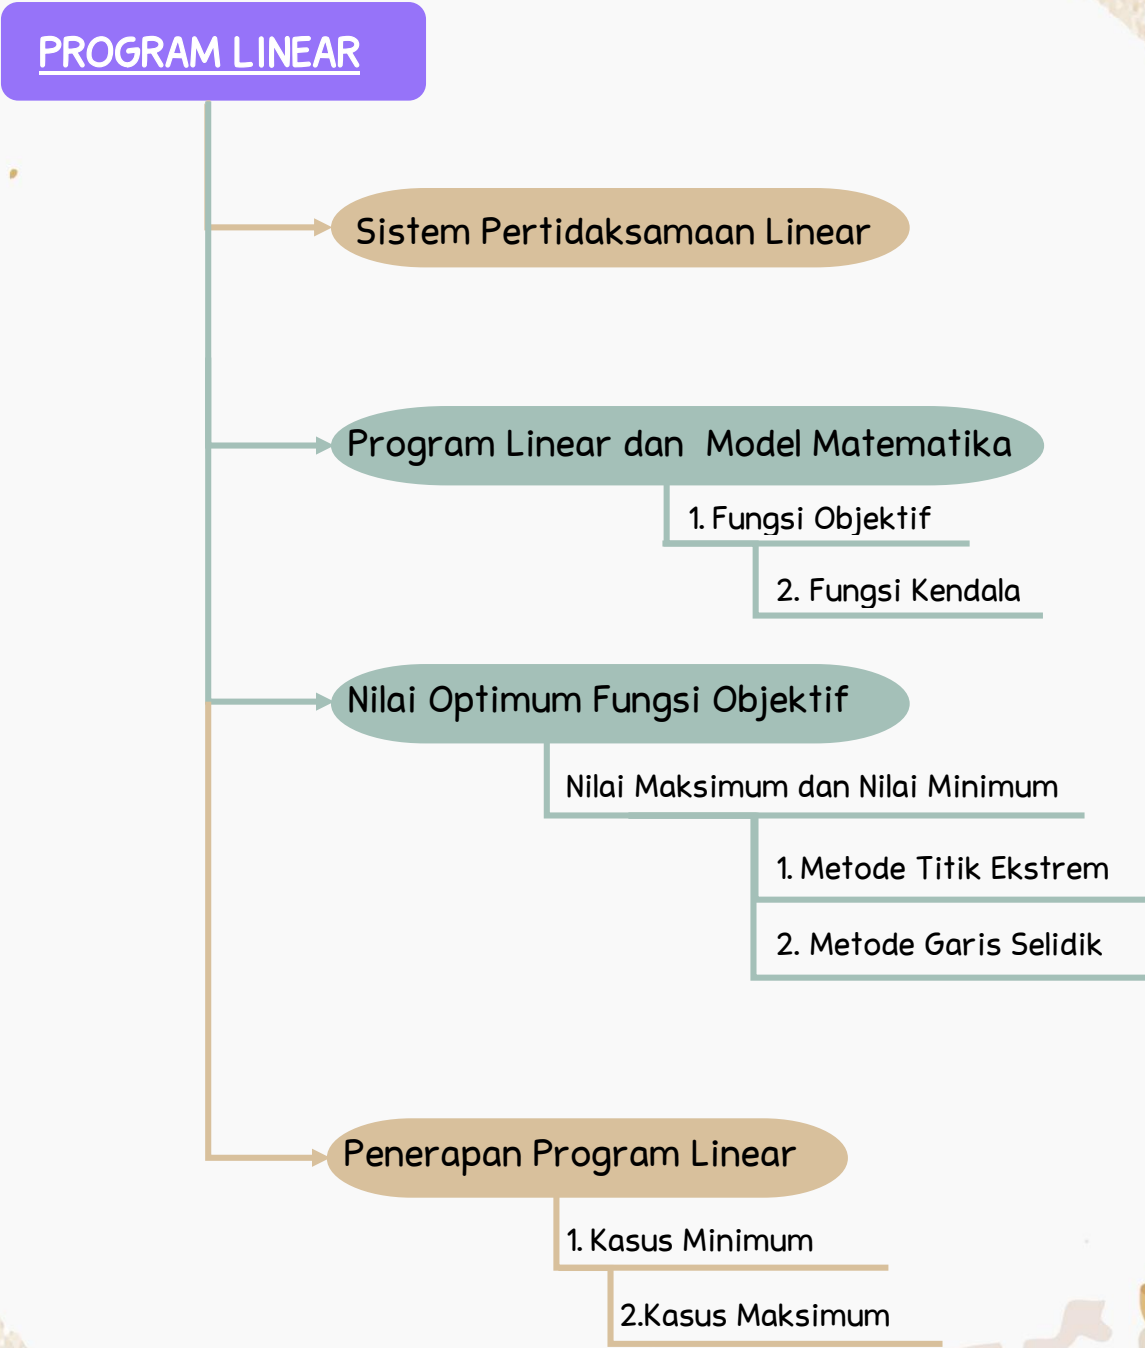 PROGRAM LINEAR
Sistem Pertidaksamaan Linear
Program Linear dan Model Matematika
1. Fungsi Objektif
2. Fungsi Kendala
Nilai Optimum Fungsi Objektif
Nilai Maksimum dan Nilai Minimum
1. Metode Titik Ekstrem
2. Metode Garis Selidik
Penerapan Program Linear
1. Kasus Minimum
2.Kasus Maksimum